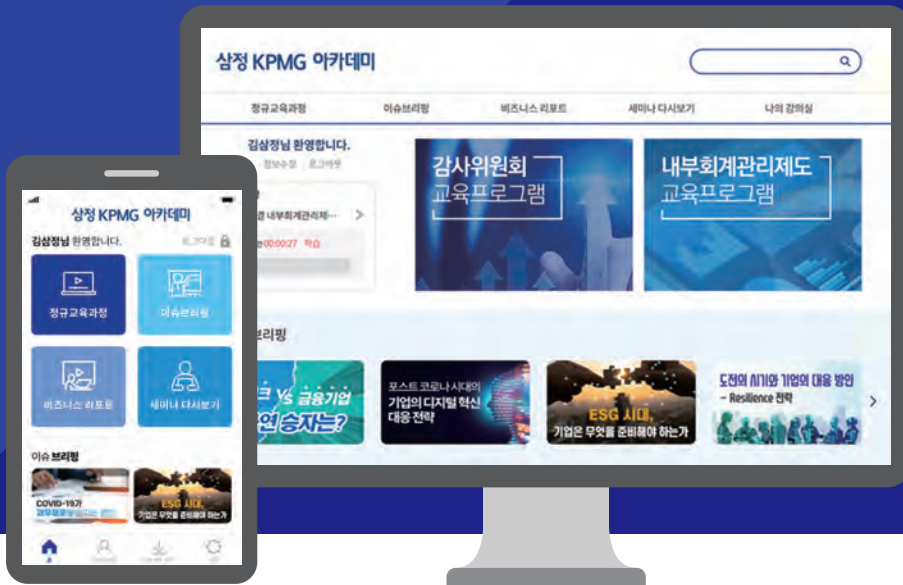 삼정 KPMG 아카데미
정규교육과정
이슈브리핑
비즈니스 리포트
세미나 다시보기
나의 강의실
김삼정님 환영합니다.
정보수정 로그아웃
내부회계관리제…
00:00:27 학습
감사위원회
교육프로그램
내부회계관리제도
교육프로그램
브리핑
Vs 금융기업
승자는?
포스트 코로나 시대의
기업의 디지털 혁신
대응 전략
ESG 시대,
기업은 무엇을 준비해야 하는가
도전의 시기와 기업의 대응 방안
– Resilience 전략
삼정 KPMG 아카데미
김삼정님 환영합니다.
로그아웃
정규교육과정
이슈브리핑
비즈니스 리포트
세미나 다시보기
이슈 브리핑
COVID-19가
ESG 시대,
기업은 무엇을 준비해야 하는가